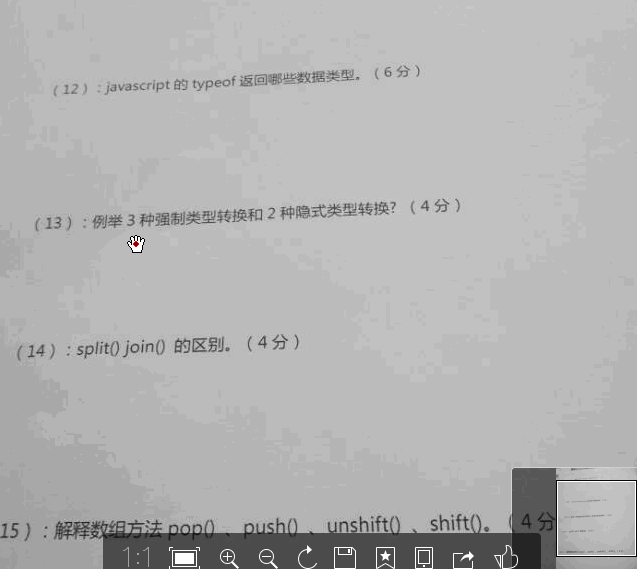 （12）：javascript 的 typeof 返回哪些数据类型。（6 分）
（13）：例举 3 种强制类型转换和 2 种隐式类型转换?（4 分）
（14）：split() join() 的区别。（4 分）
15）：解释数组方法 pop() 、push() 、unshift() 、shift()。（4 分
1:1